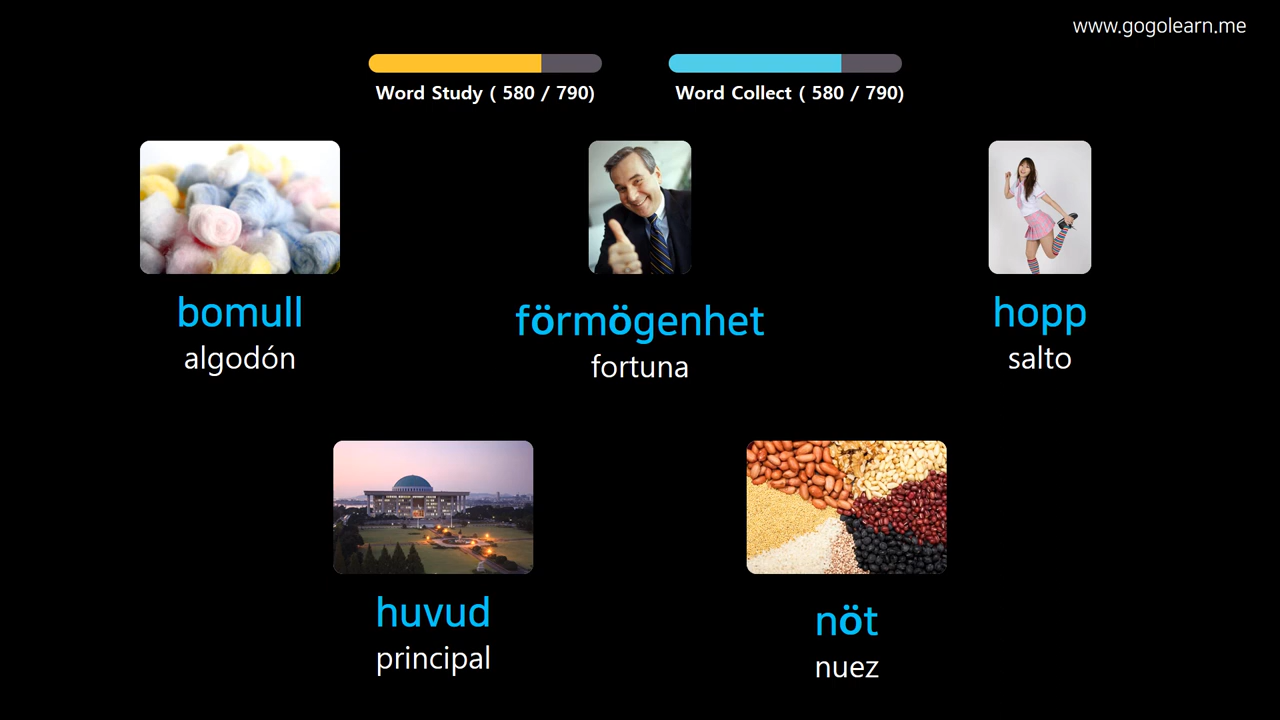 www.gogolearn.me
Word Study ( 580 / 790)
Word Collect ( 580 / 790)
bomull
algodón
förmögenhet
fortuna
hopp
salto
huvud
principal
nöt
nuez